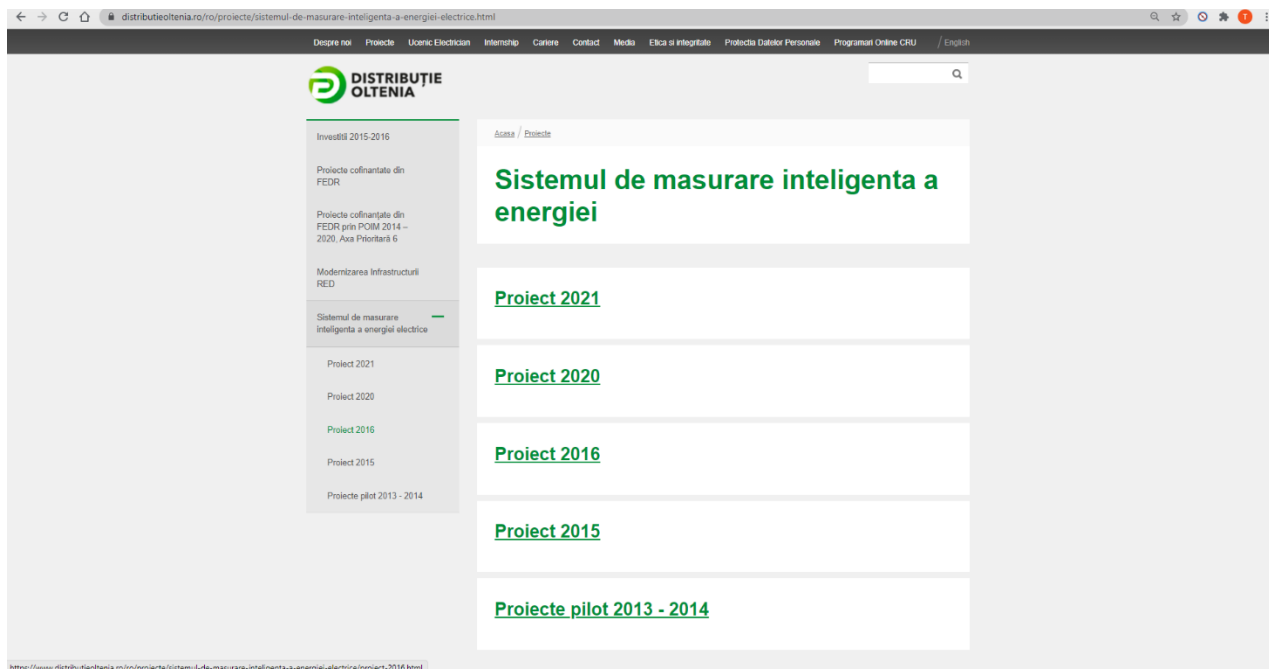 distributieoltenia.ro/ro/proiecte/sistemul-de-masurare-inteligenta-a-energiei-electrice.html
T
Despre noi Proiecte Ucenic Electrician Internship Cariere Contact Media Etica si integritate Protectia Datelor Personale Programari Online CRU / English
DISTRIBUȚIE
OLTENIA
Investitii 2015-2016
Proiecte cofinantate din
FEDR
Proiecte cofinanțate din
FEDR prin POIM 2014 –
2020, Axa Prioritară 6
Modernizarea Infrastructurii
RED
Sistemul de masurare
inteligenta a energiei electrice
Proiect 2021
Proiect 2020
Proiect 2016
Proiect 2015
Proiecte pilot 2013 - 2014
Acasa / Proiecte
Sistemul de masurare inteligenta a
energiei
Proiect 2021
Proiect 2020
Proiect 2016
Proiect 2015
Proiecte pilot 2013 - 2014
https://www.distributieoltenia.ro/ro/proiecte/sistemul-de-masurare-inteligenta-a-energiei-electrice/proiect-2016.html